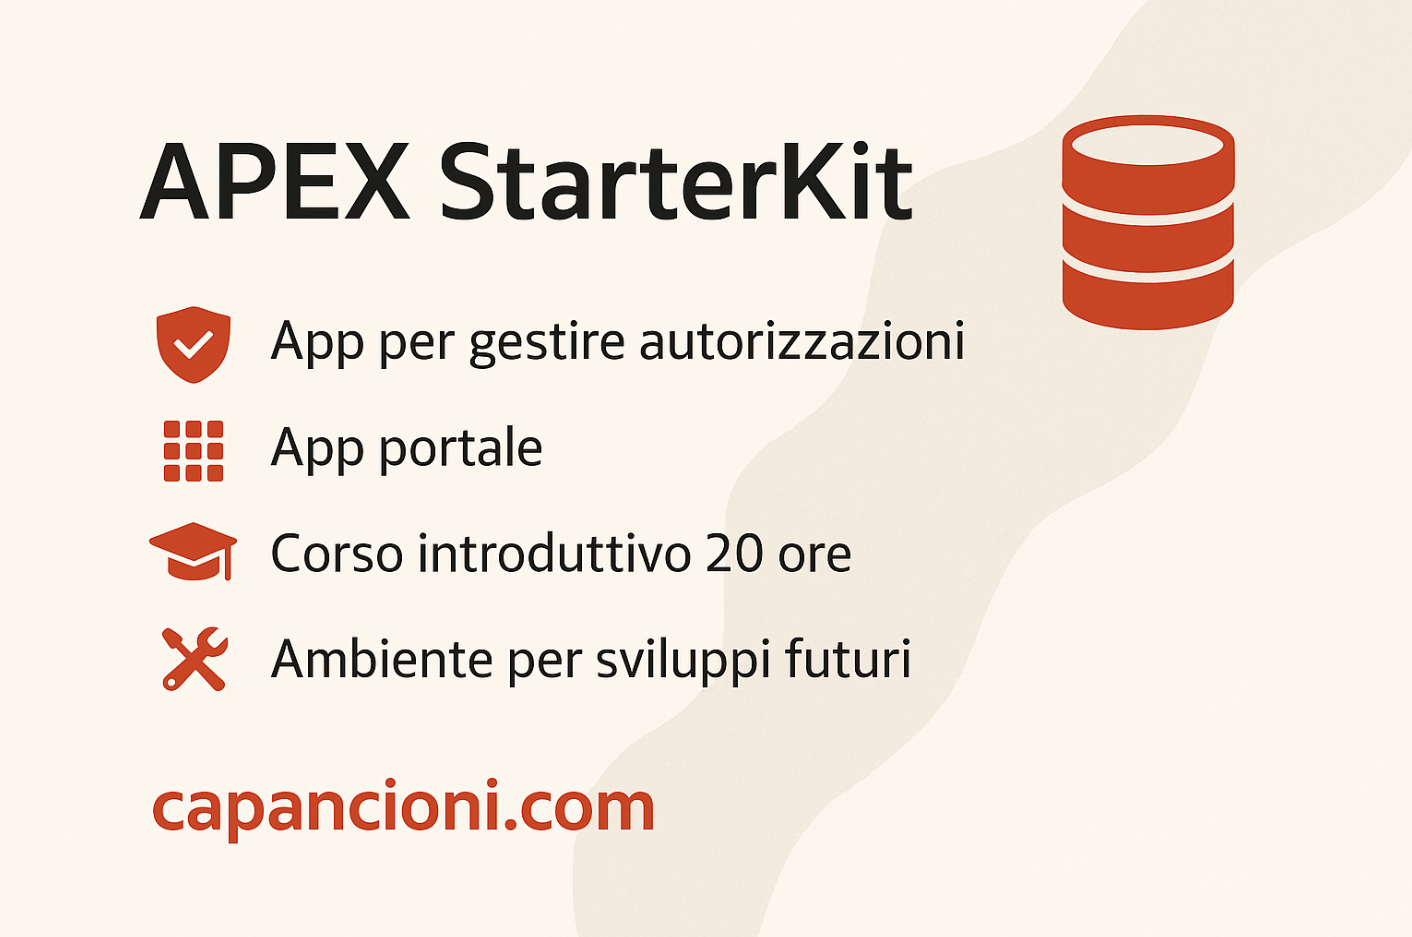 APEX StarterKit
App per gestire autorizzazioni
App portale
Corso introduttivo 20 ore
Ambiente per sviluppi futuri
capancioni.com